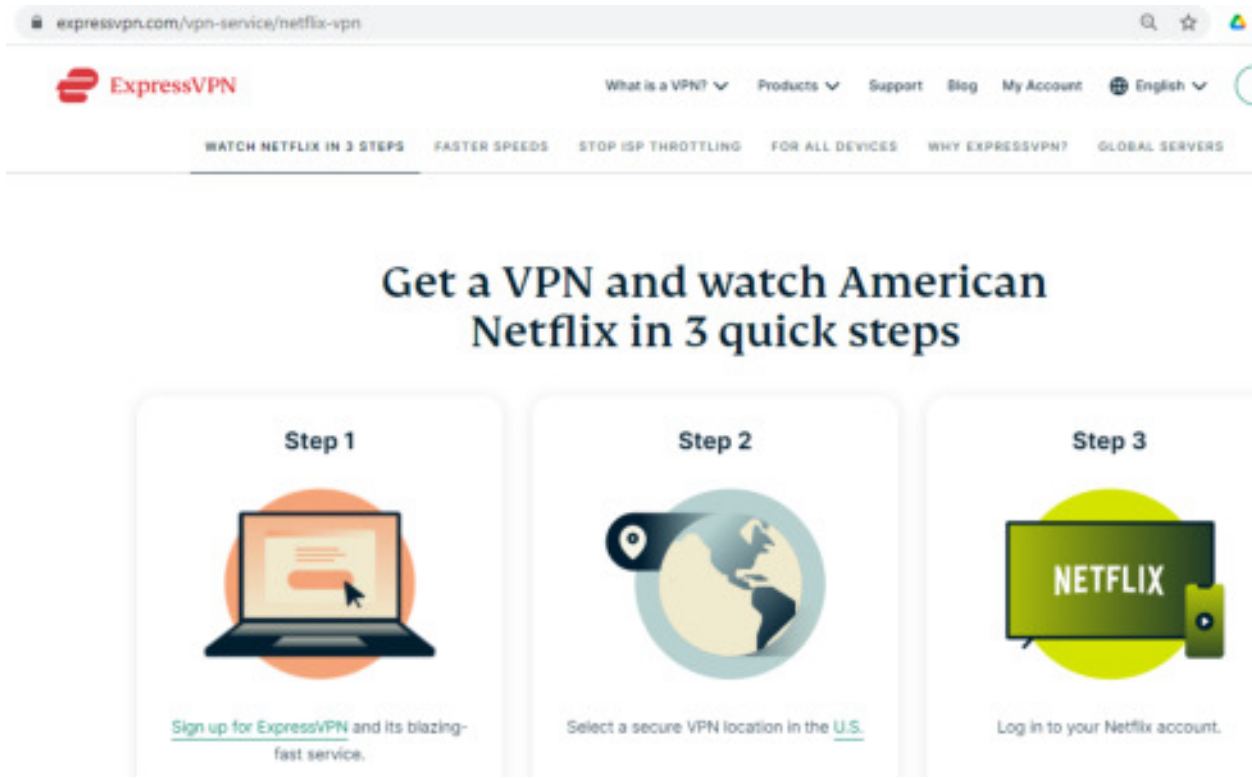 expressvpn.com/vpn-service/netflix-vpn
ExpressVPN
What is a VPN? Products Support Blog My Account English
WATCH NETFLIX IN 3 STEPS FASTER SPEEDS STOP ISP THROTTLING FOR ALL DEVICES WHY EXPRESSVPN? GLOBAL SERVERS
Get a VPN and watch American
Netflix in 3 quick steps
Step 1
Sign up for ExpressVPN and its blazing-
fast service.
Step 2
Select a secure VPN location in the U.S.
Step 3
NETFLIX
Log in to your Netflix account.